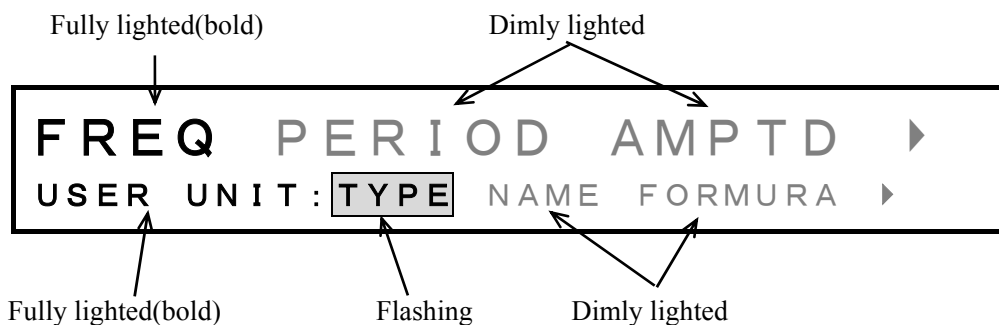 Fully lighted(bold) Dimly lighted
FREQ PERIOD AMPTD
USER UNIT:TYPE NAME FORMURA
Fully lighted(bold) Flashing Dimly lighted